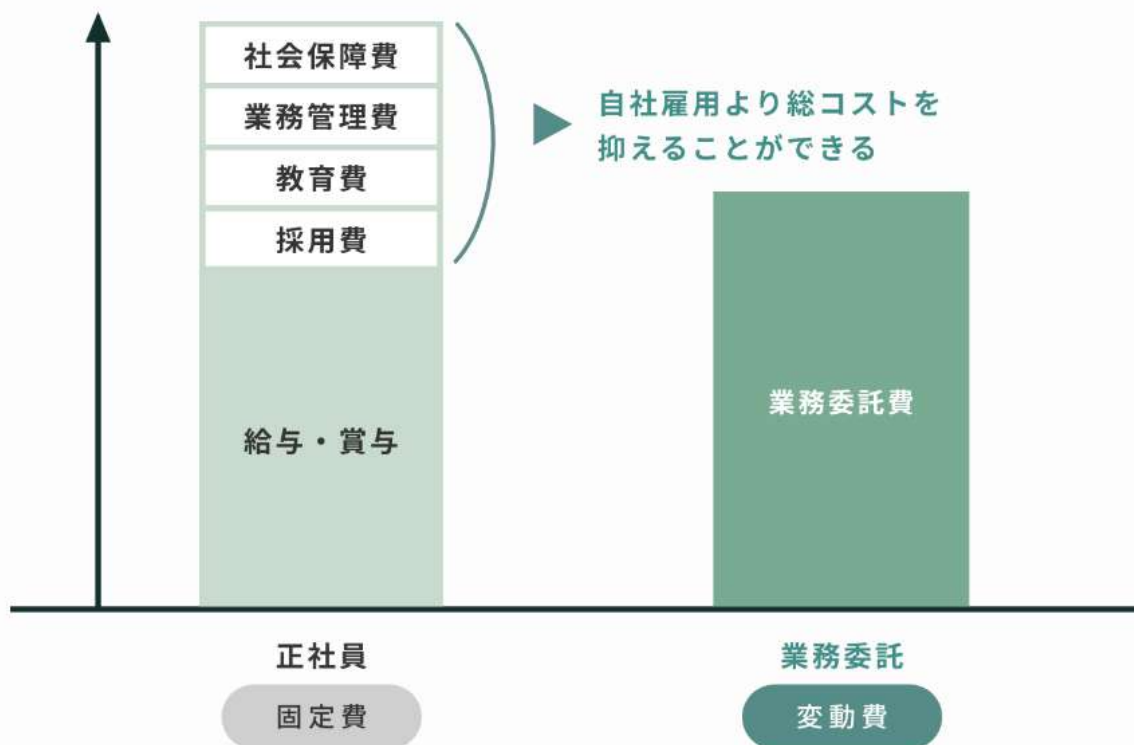 社会保障費
業務管理費
教育費
採用費
給与・賞与
自社雇用より総コストを
抑えることができる
業務委託費
正社員
固定費
業務委託
変動費